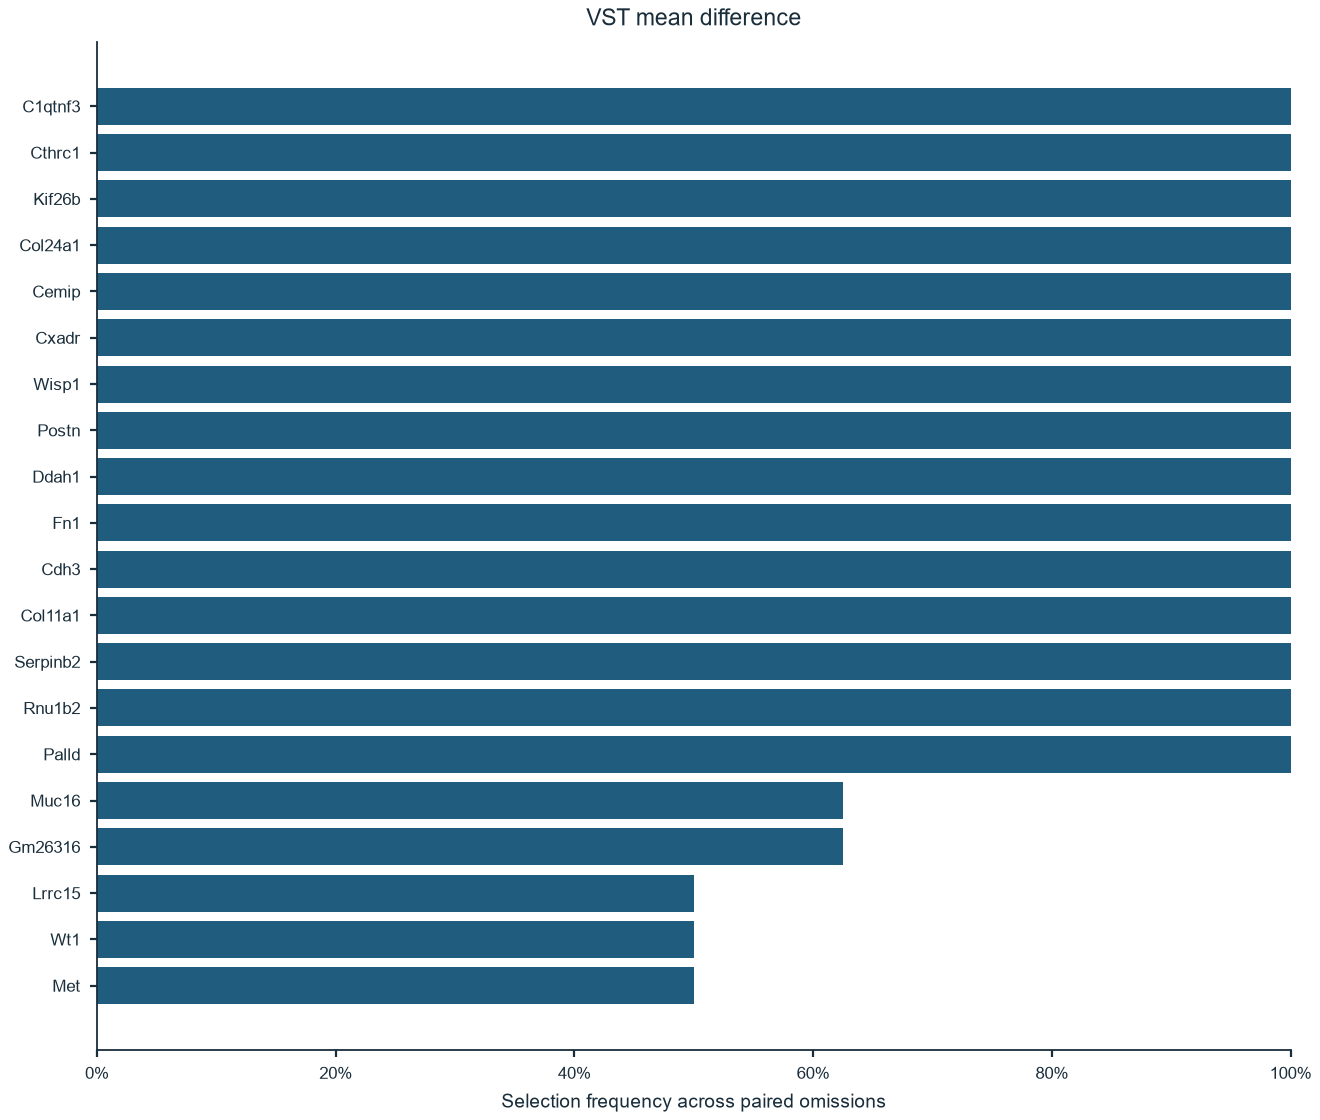 VST mean difference
C1qtnf3
Cthrc1
Kif26b
Col24a1
Cemip
Cxadr
Wisp1
Postn
Ddah1
Fn1
Cdh3
Col11a1
Serpinb2
Rnu1b2
Palld
Muc16
Gm26316
Lrrc15
Wt1
Met
0% 20% 40% 60% 80% 100%
Selection frequency across paired omissions